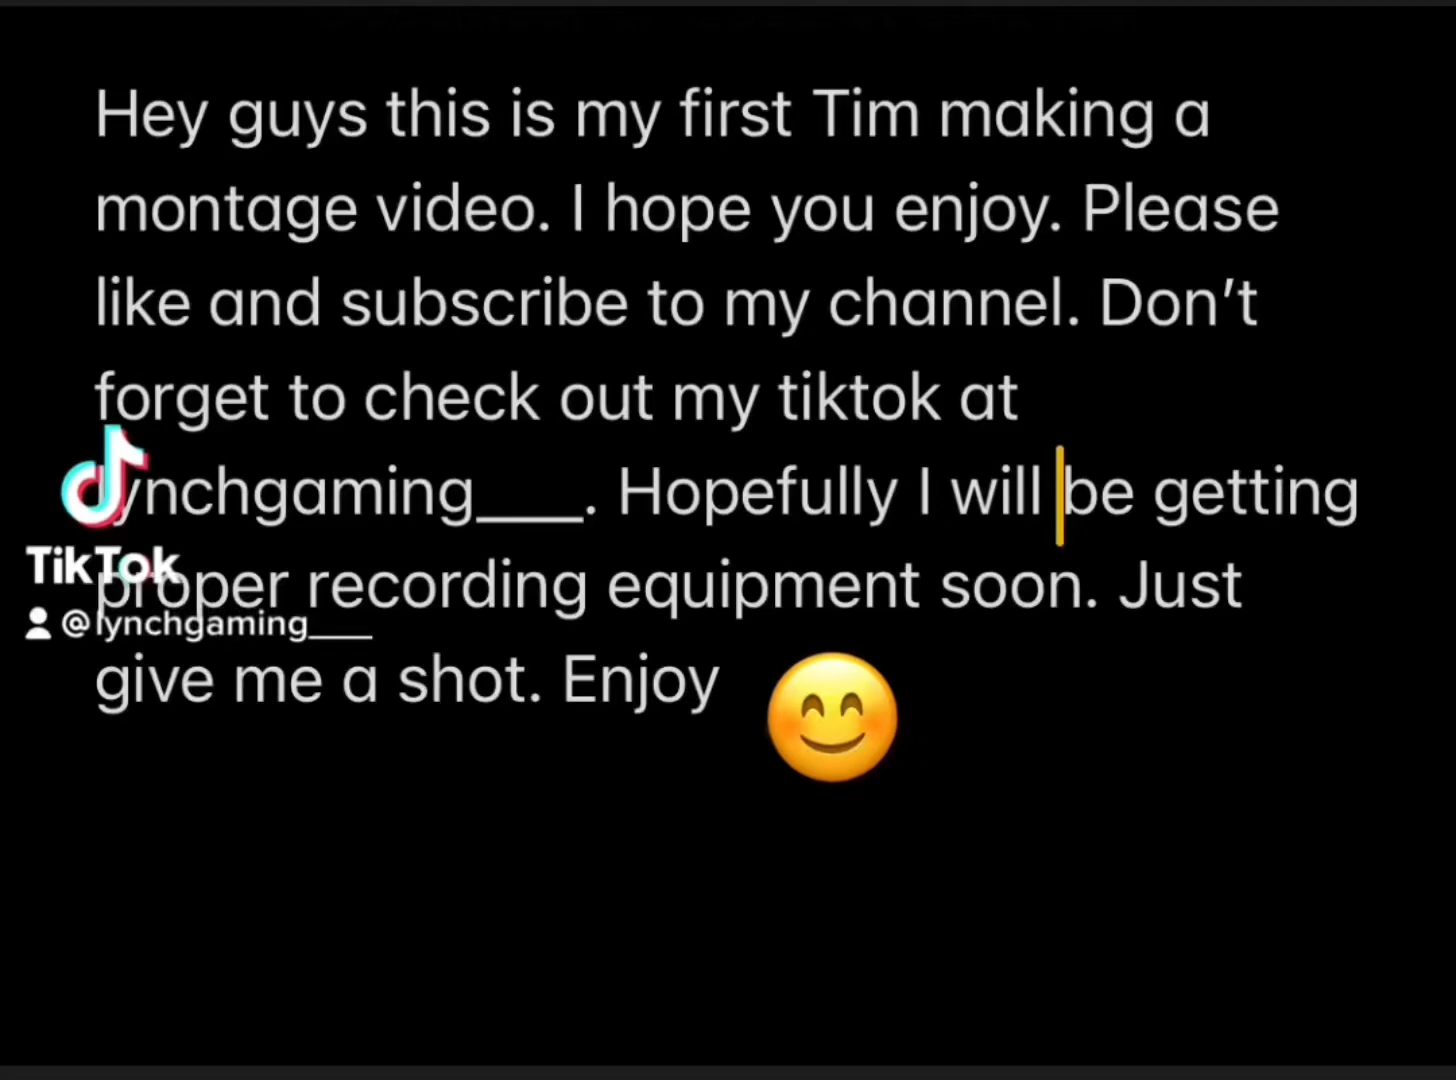 Hey guys this is my first Tim making a
montage video. I hope you enjoy. Please
like and subscribe to my channel. Don't
forget to check out my tiktok at
lynchgaming___. Hopefully I will be getting
proper recording equipment soon. Just
give me a shot. Enjoy 😊
TikTok
@lynchgaming___